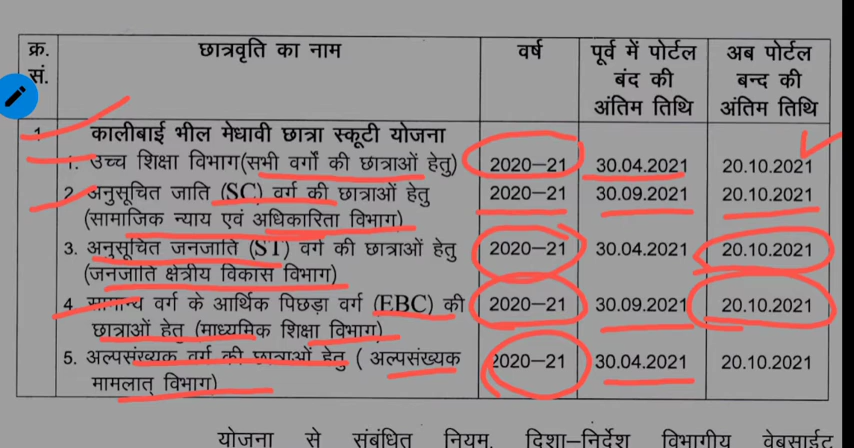 क्र. सं. छात्रवृति का नाम वर्ष पूर्व में पोर्टल बंद की अंतिम तिथि अब पोर्टल बन्द की अंतिम तिथि
1 कालीबाई भील मेधावी छात्रा स्कूटी योजना
1. उच्च शिक्षा विभाग(सभी वर्गों की छात्राओं हेतु) 2020–21 30.04.2021 20.10.2021
2. अनुसूचित जाति (SC) वर्ग की छात्राओं हेतु 2020–21 30.09.2021 20.10.2021
(सामाजिक न्याय एवं अधिकारिता विभाग)
3. अनुसूचित जनजाति (ST) वर्ग की छात्राओं हेतु 2020–21 30.04.2021 20.10.2021
(जनजाति क्षेत्रीय विकास विभाग)
4 सामान्य वर्ग के आर्थिक पिछड़ा वर्ग (EBC) की 2020–21 30.09.2021 20.10.2021
छात्राओं हेतु (माध्यमिक शिक्षा विभाग)
5. अल्पसंख्यक वर्ग की छात्राओं हेतु ( अल्पसंख्यक 2020–21 30.04.2021 20.10.2021
मामलात् विभाग)
योजना से संबंधित नियम, दिशा–निर्देश विभागीय वेबसाईट